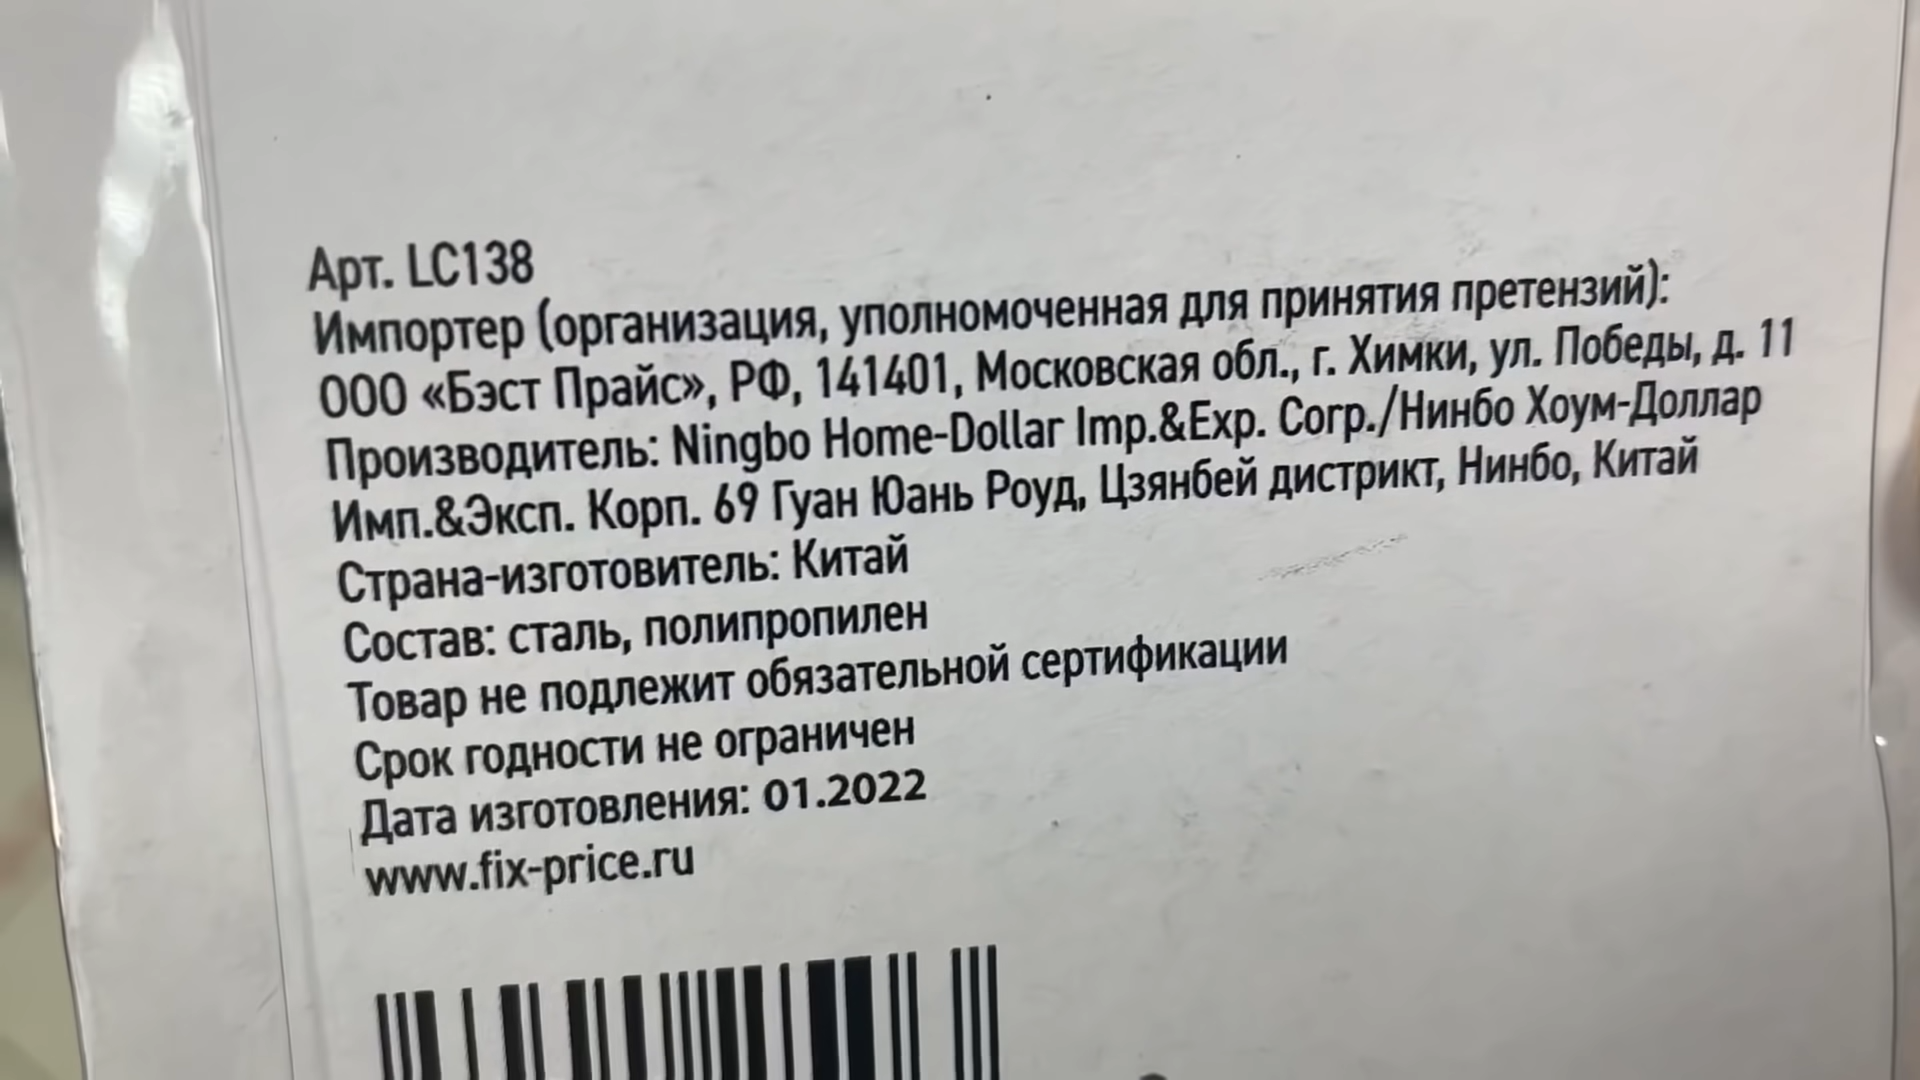 Арт. LC138
Импортер (организация, уполномоченная для принятия претензий):
ООО «Бэст Прайс», РФ, 141401, Московская обл., г. Химки, ул. Победы, д. 11
Производитель: Ningbo Home-Dollar Imp.&Exp. Corp./Нинбо Хоум-Доллар
Имп.&Эксп. Корп. 69 Гуан Юань Роуд, Цзянбей дистрикт, Нинбо, Китай
Страна-изготовитель: Китай
Состав: сталь, полипропилен
Товар не подлежит обязательной сертификации
Срок годности не ограничен
Дата изготовления: 01.2022
www.fix-price.ru